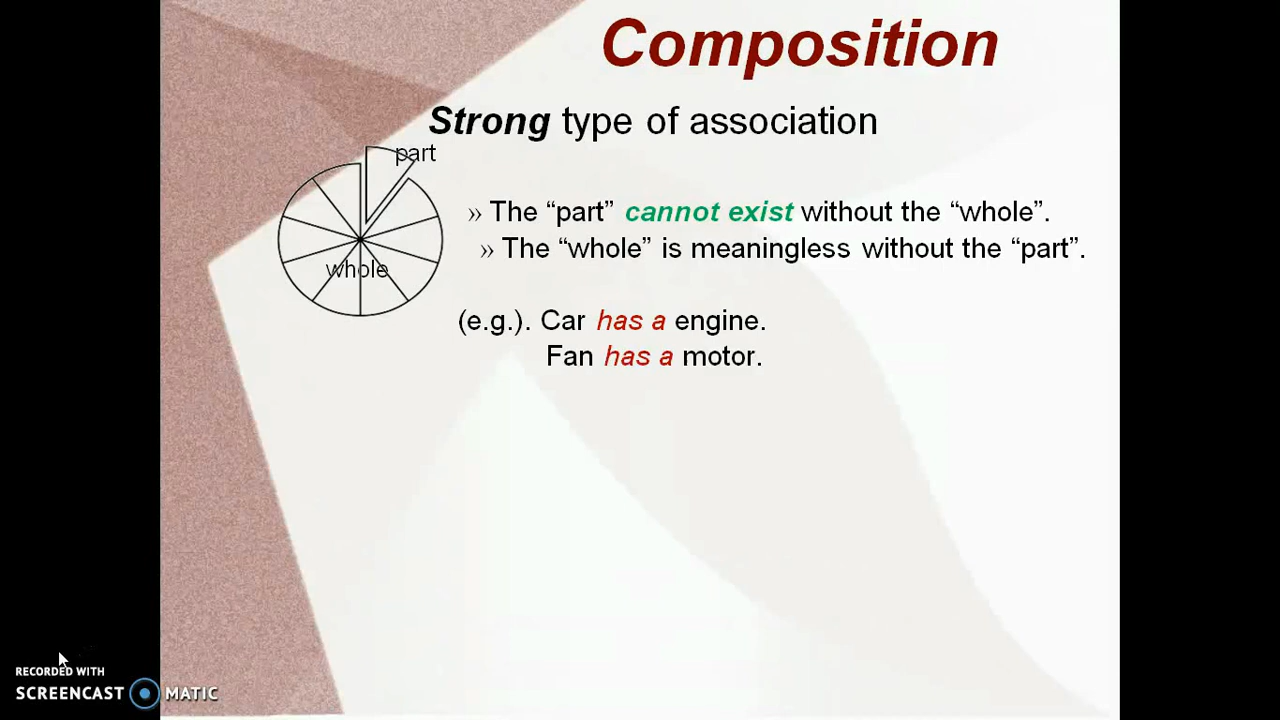 Composition
Strong type of association
part
» The “part” cannot exist without the “whole”.
» The “whole” is meaningless without the “part”.
whole
(e.g.). Car has a engine.
Fan has a motor.
RECORDED WITH
SCREENCAST MATIC